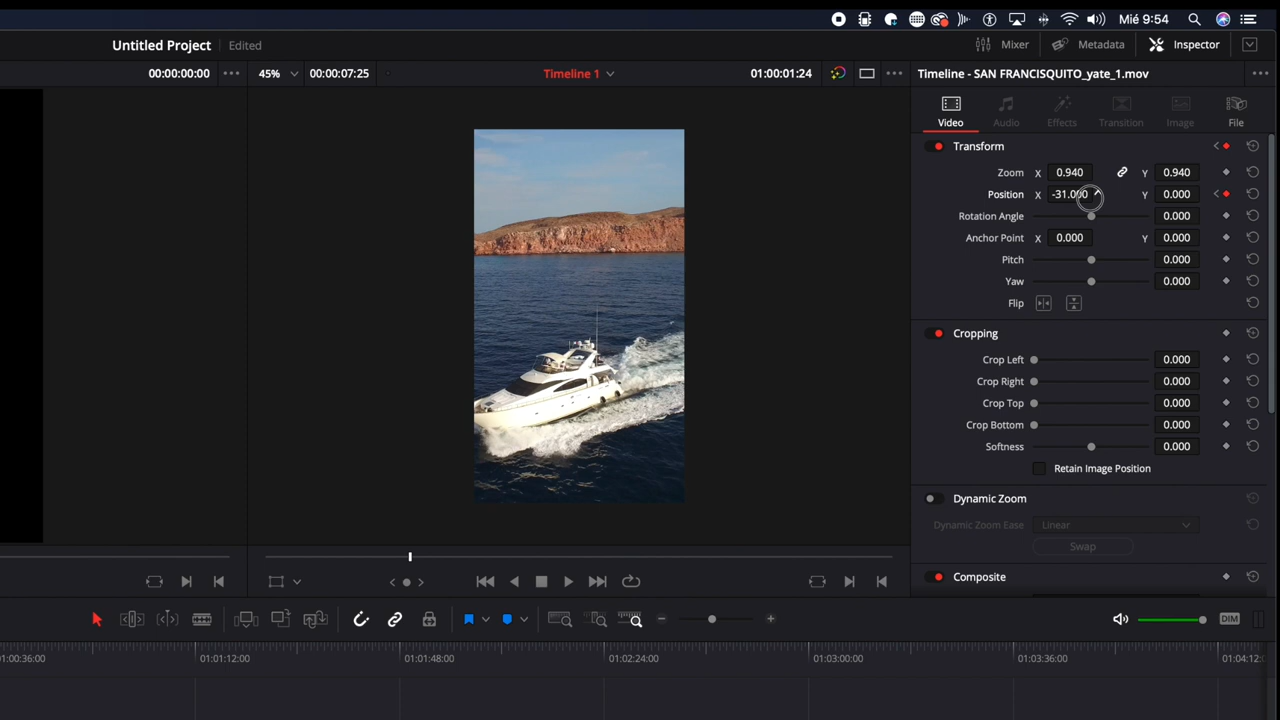 Mié 9:54
Untitled Project Edited
Mixer Metadata Inspector
00:00:00:00 45% 00:00:07:25 Timeline 1 01:00:01:24 Timeline - SAN FRANCISQUITO_yate_1.mov
Video Audio Effects Transition Image File
Transform
Zoom X 0.940 Y 0.940
Position X -31.000 Y 0.000
Rotation Angle 0.000
Anchor Point X 0.000 Y 0.000
Pitch 0.000
Yaw 0.000
Flip
Cropping
Crop Left 0.000
Crop Right 0.000
Crop Top 0.000
Crop Bottom 0.000
Softness 0.000
Retain Image Position
Dynamic Zoom
Dynamic Zoom Ease Linear
Swap
Composite
DIM
1:00:36:00 01:01:12:00 01:01:48:00 01:02:24:00 01:03:00:00 01:03:36:00 01:04:12: